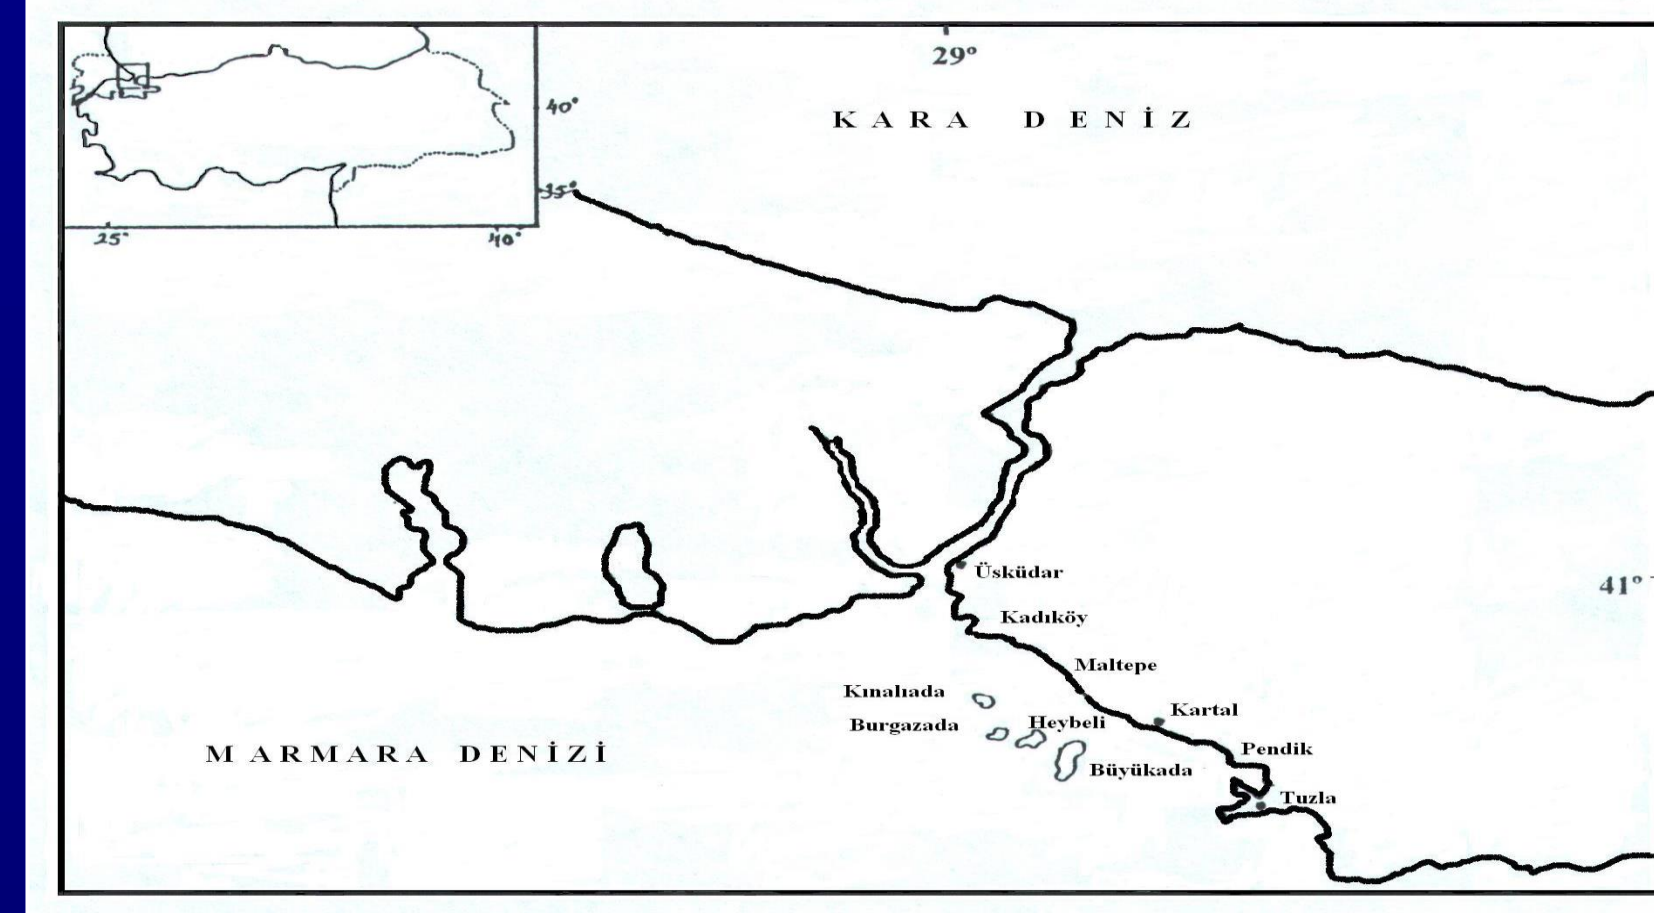 29°
KARA DENİZ
40°
35°
25°
40°
41°
Üsküdar
Kadıköy
Maltepe
Kınalıada
Kartal
Burgazada
Heybeli
Pendik
MARMARA DENİZİ
Büyükada
Tuzla